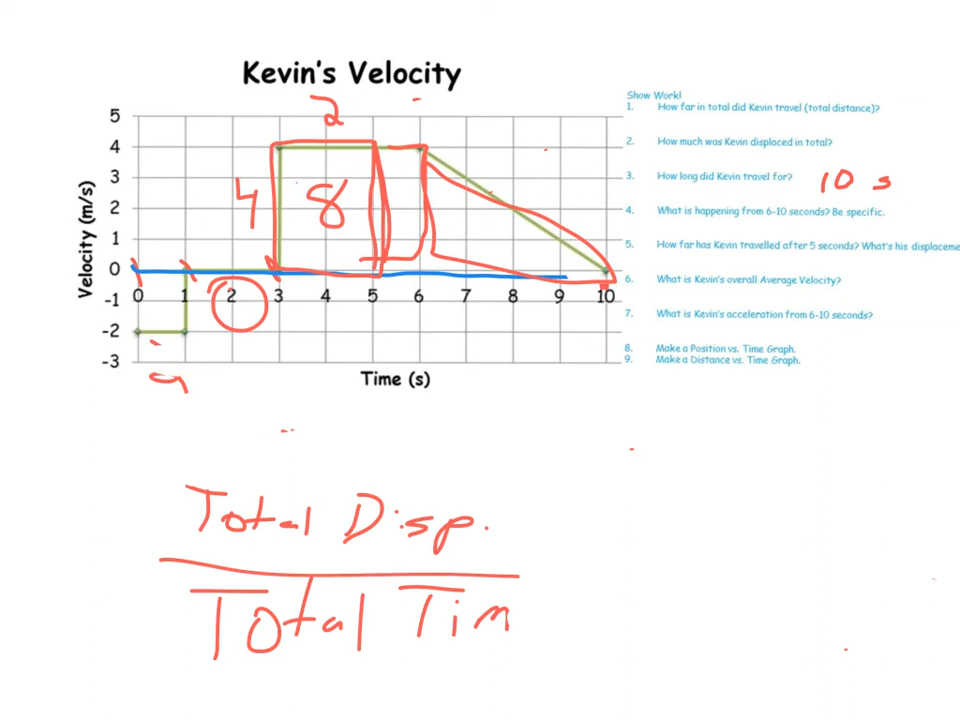 Kevin's Velocity
Show Work!
1. How far in total did Kevin travel (total distance)?
2. How much was Kevin displaced in total?
3. How long did Kevin travel for? 10 s
4. What is happening from 6-10 seconds? Be specific.
5. How far has Kevin travelled after 5 seconds? What's his displaceme
6. What is Kevin's overall Average Velocity?
7. What is Kevin's acceleration from 6-10 seconds?
8. Make a Position vs. Time Graph.
9. Make a Distance vs. Time Graph.
Velocity (m/s)
5
4
3
2
1
0
-1
-2
-3
0 1 2 3 4 5 6 7 8 9 10
Time (s)
2
4 8
Total Disp.
Total Tim